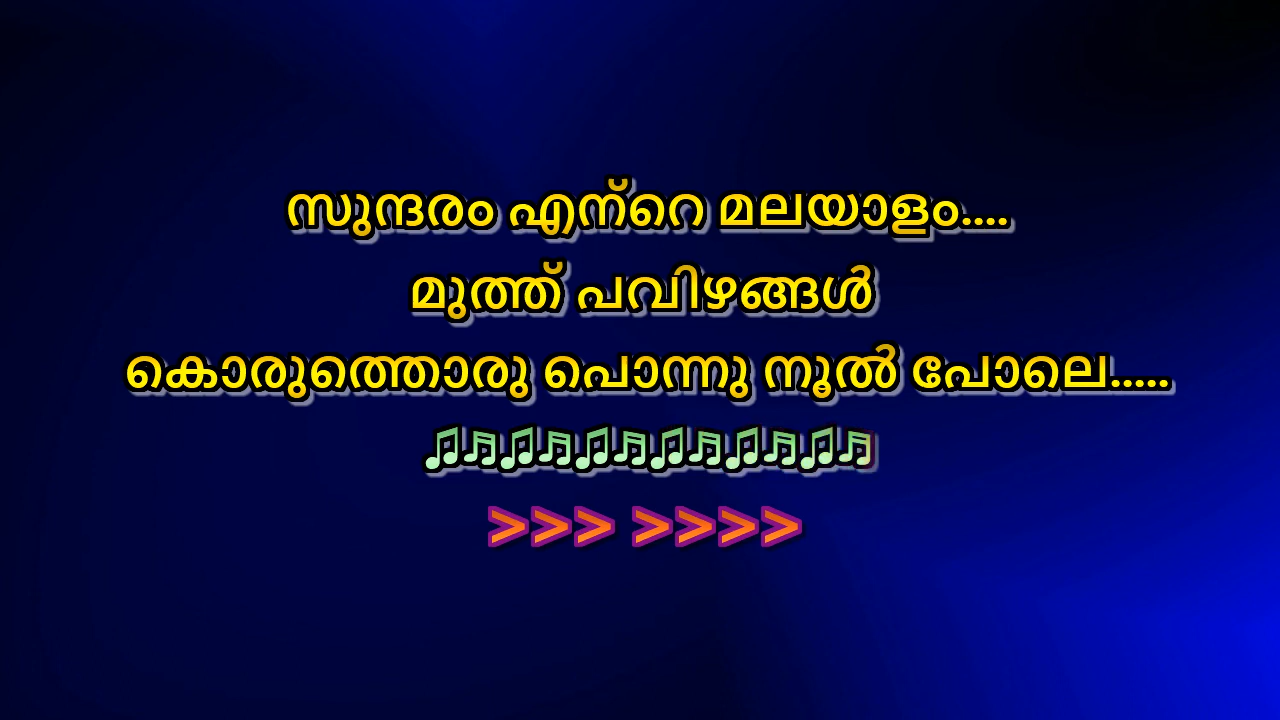 സുന്ദരം എന്റെ മലയാളം....
മുത്ത് പവിഴങ്ങൾ
കൊരുത്തൊരു പൊന്നു നൂൽ പോലെ.....
♫♬♫♬♫♬♫♬♫♬♫♬
>>> >>>>